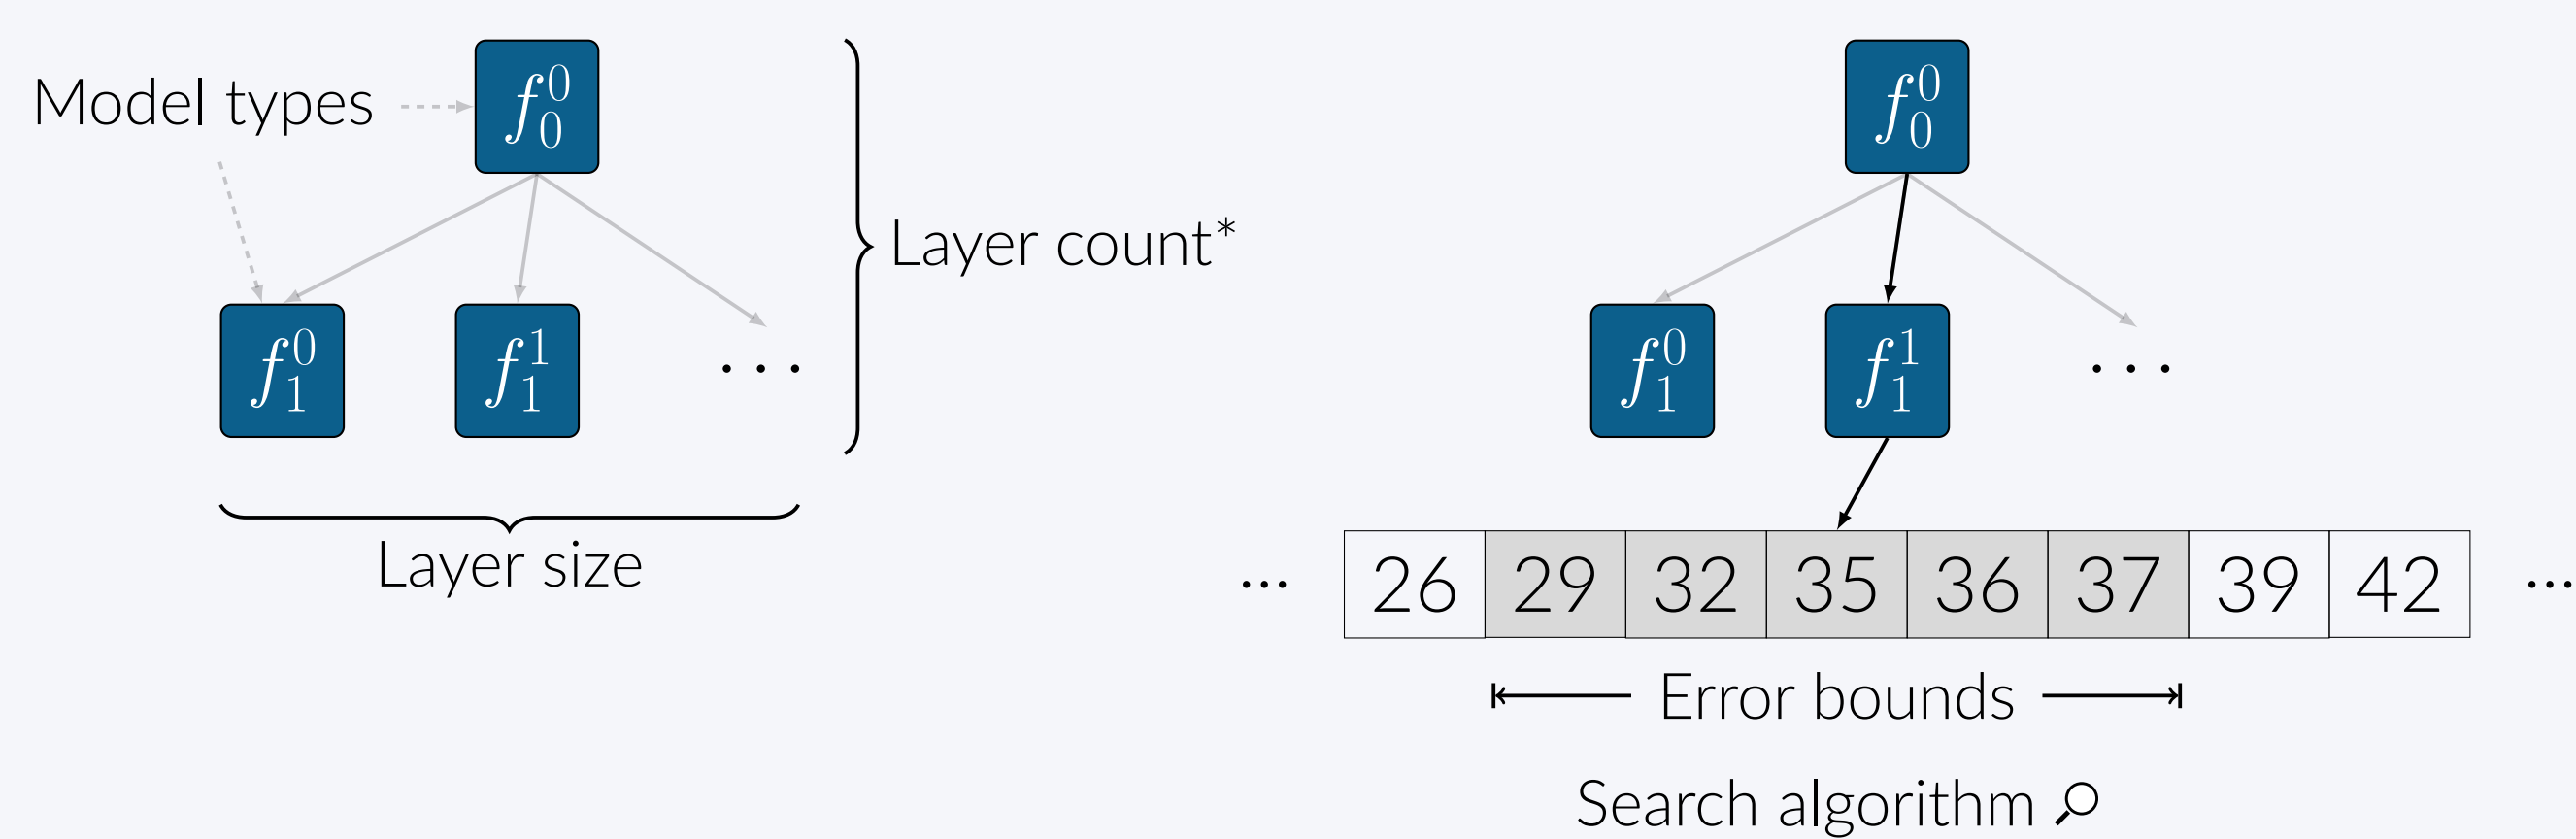 Model types
f_0^0
Layer count*
f_1^0 f_1^1 ...
Layer size
f_0^0
f_1^0 f_1^1 ...
... 26 29 32 35 36 37 39 42 ...
Error bounds
Search algorithm